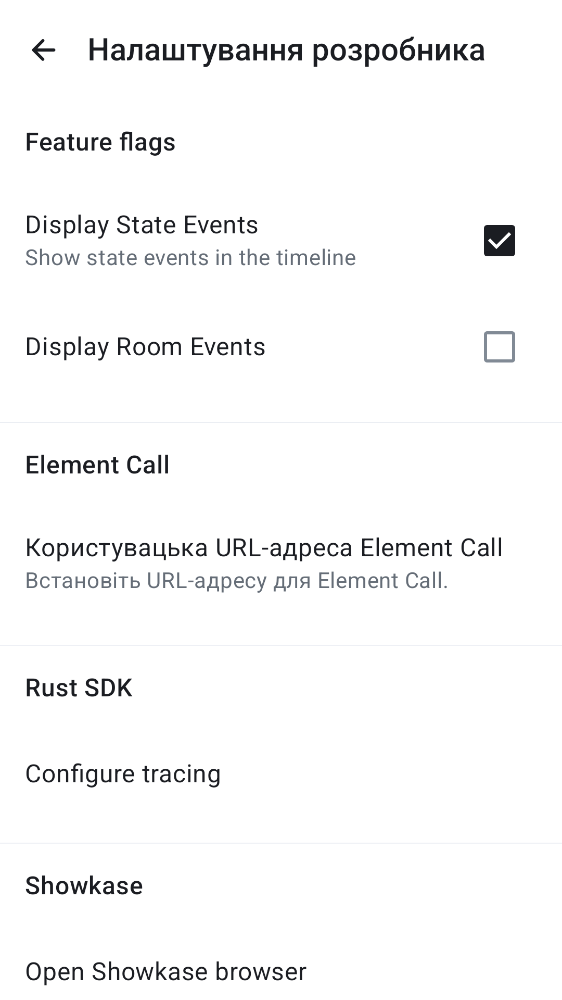 Налаштування розробника
Feature flags
Display State Events
Show state events in the timeline
Display Room Events
Element Call
Користувацька URL-адреса Element Call
Встановіть URL-адресу для Element Call.
Rust SDK
Configure tracing
Showkase
Open Showkase browser